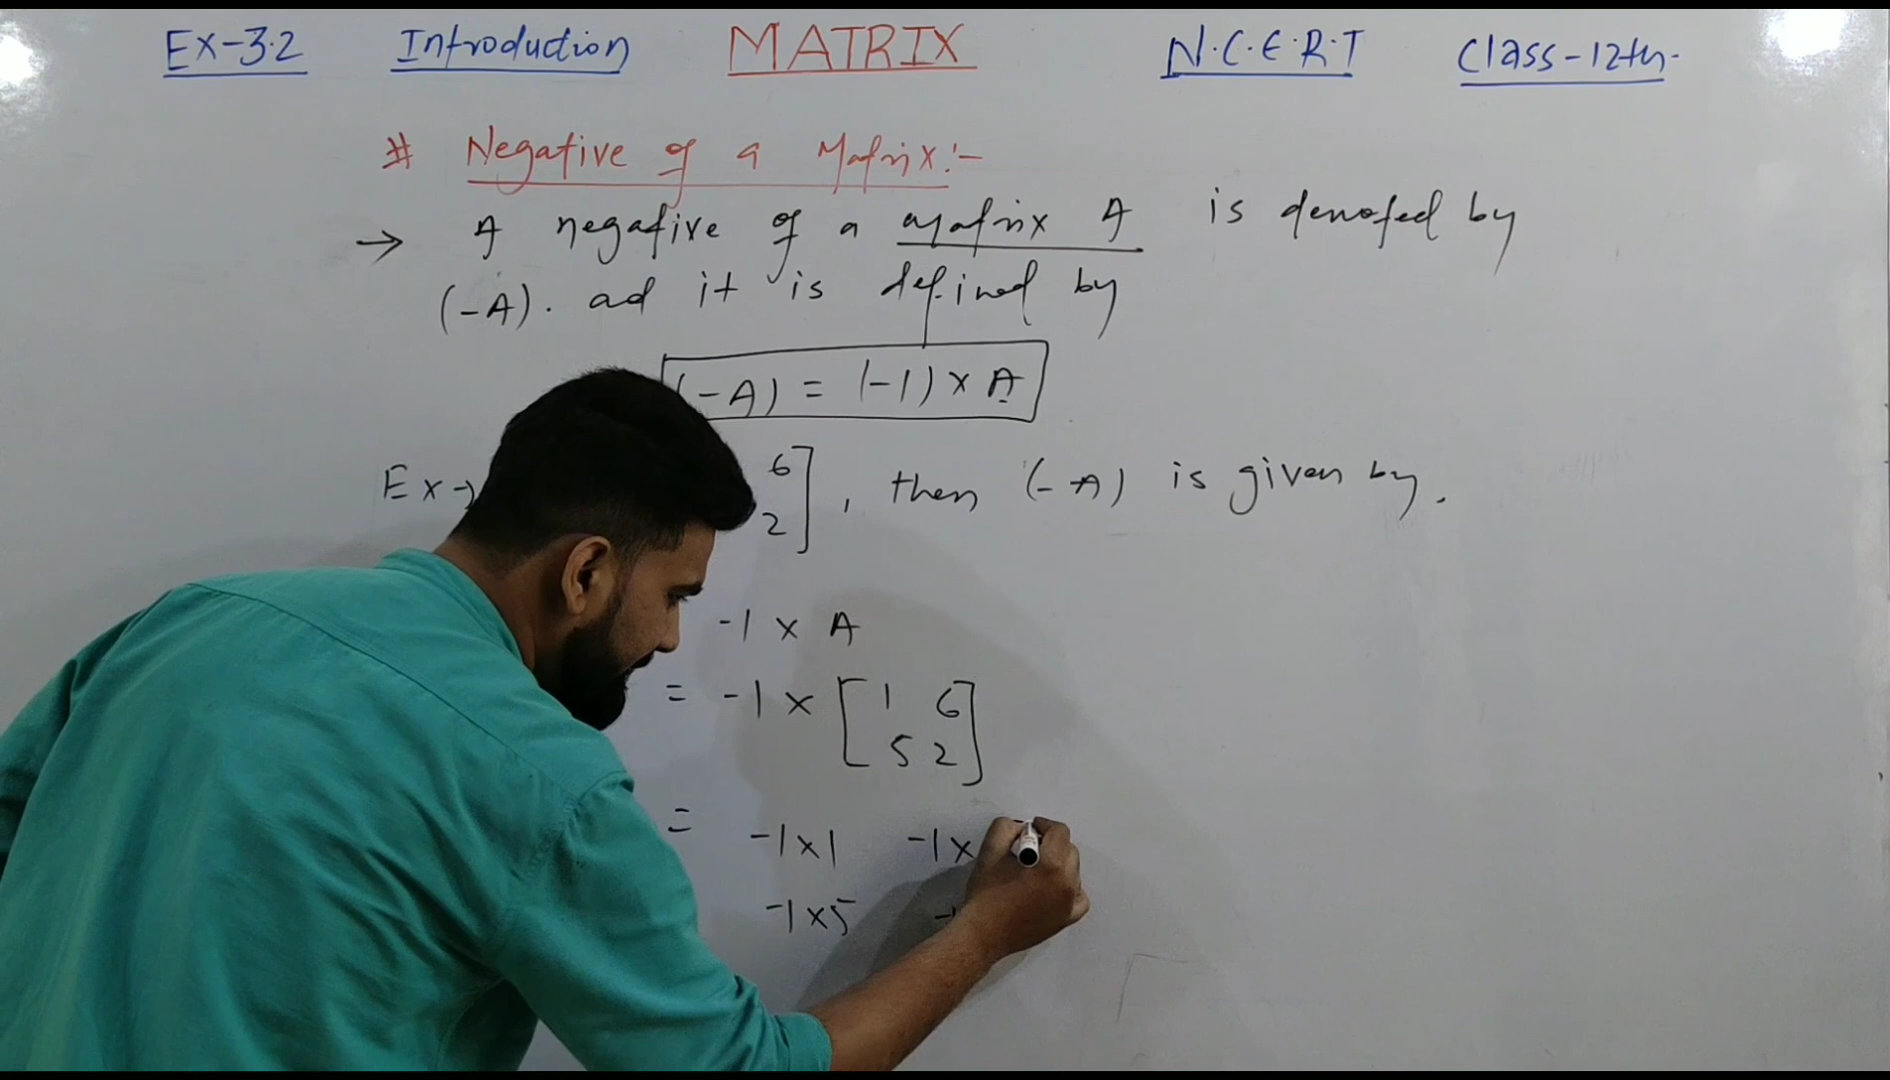 Ex-3.2 Introduction MATRIX N.C.E.R.T Class-12th.
# Negative of a Matrix:-
→ A negative of a matrix A is denoted by
(-A). ad it is defined by
(-A) = (-1) × A
Ex→ 6
2 ] , then (-A) is given by.
-1 × A
= -1 × [ 1 6
5 2 ]
= -1×1 -1×
-1×5 -1